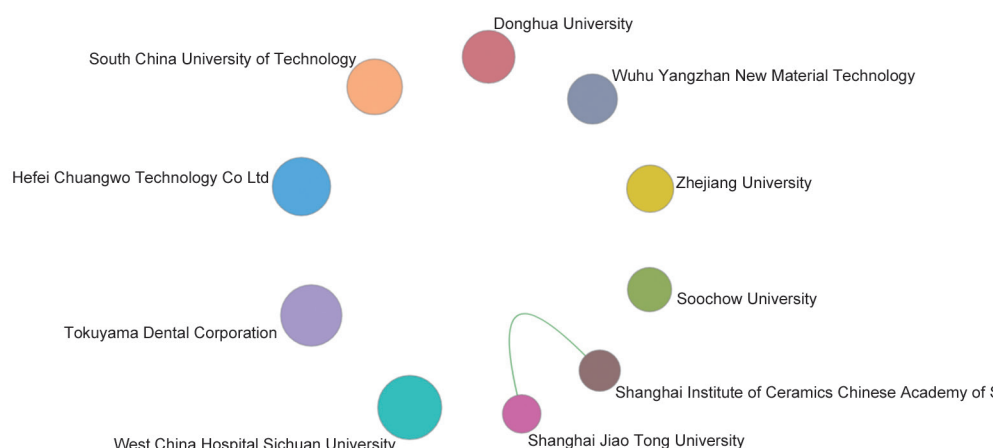 Donghua University
South China University of Technology
Wuhu Yangzhan New Material Technology
Hefei Chuangwo Technology Co Ltd
Zhejiang University
Soochow University
Tokuyama Dental Corporation
Shanghai Institute of Ceramics Chinese Academy of
West China Hospital Sichuan University
Shanghai Jiao Tong University